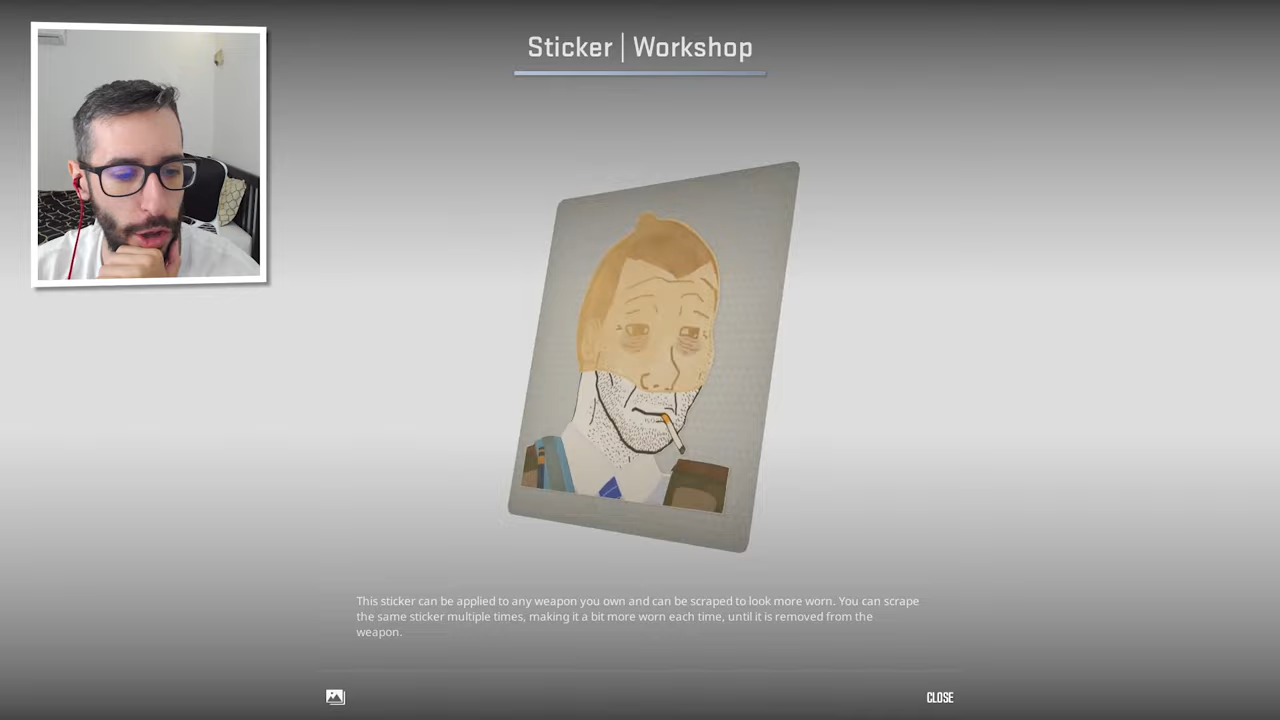 Sticker | Workshop
This sticker can be applied to any weapon you own and can be scraped to look more worn. You can scrape
the same sticker multiple times, making it a bit more worn each time, until it is removed from the
weapon.
CLOSE